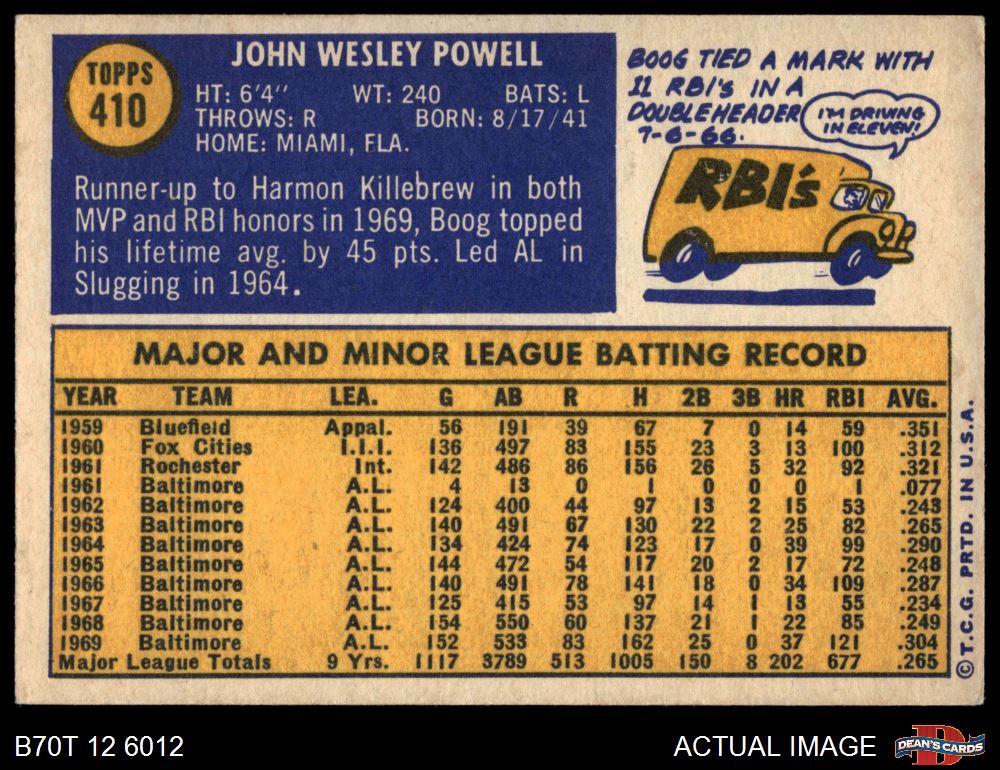 TOPPS
410
JOHN WESLEY POWELL
HT: 6'4" WT: 240 BATS: L
THROWS: R BORN: 8/17/41
HOME: MIAMI, FLA.
Runner-up to Harmon Killebrew in both
MVP and RBI honors in 1969, Boog topped
his lifetime avg. by 45 pts. Led AL in
Slugging in 1964.
BOOG TIED A MARK WITH
11 RBI's IN A
DOUBLEHEADER
7-6-66.
I'M DRIVING
IN ELEVEN!
RBI's
MAJOR AND MINOR LEAGUE BATTING RECORD
YEAR TEAM LEA. G AB R H 2B 3B HR RBI AVG.
1959 Bluefield Appal. 56 191 39 67 7 0 14 59 .351
1960 Fox Cities I.I.I. 136 497 83 155 23 3 13 100 .312
1961 Rochester Int. 142 486 86 156 26 5 32 92 .321
1961 Baltimore A.L. 4 13 0 1 0 0 0 1 .077
1962 Baltimore A.L. 124 400 44 97 13 2 15 53 .243
1963 Baltimore A.L. 140 491 67 130 22 2 25 82 .265
1964 Baltimore A.L. 134 424 74 123 17 0 39 99 .290
1965 Baltimore A.L. 144 472 54 117 20 2 17 72 .248
1966 Baltimore A.L. 140 491 78 141 18 0 34 109 .287
1967 Baltimore A.L. 125 415 53 97 14 1 13 55 .234
1968 Baltimore A.L. 154 550 60 137 21 1 22 85 .249
1969 Baltimore A.L. 152 533 83 162 25 0 37 121 .304
Major League Totals 9 Yrs. 1117 3789 513 1005 150 8 202 677 .265
©T.C.G. PRTD. IN U.S.A.
B70T 12 6012
ACTUAL IMAGE
D
DEAN'S CARDS